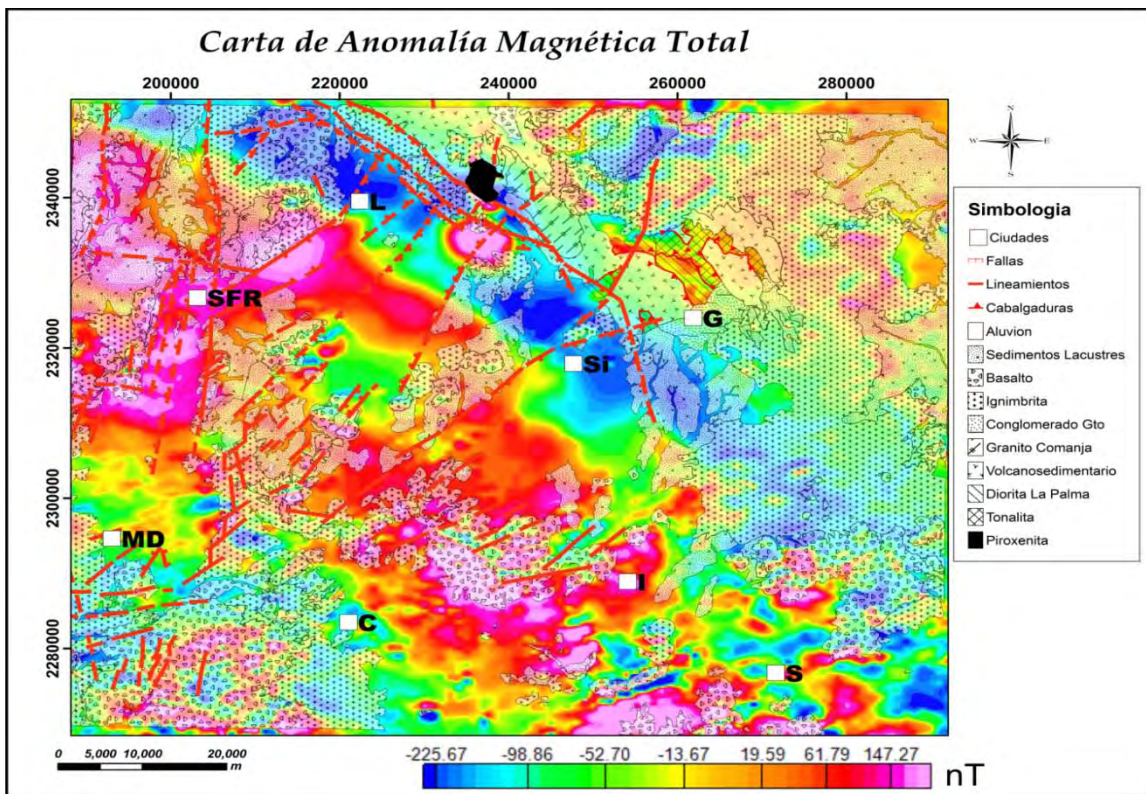 Carta de Anomalía Magnética Total
200000 220000 240000 260000 280000
2340000
2320000
2300000
2280000
N
W E
S
L
SFR
G
Si
MD
I
C
S
Simbologia
Ciudades
Fallas
Lineamientos
Cabalgaduras
Aluvion
Sedimentos Lacustres
Basalto
Ignimbrita
Conglomerado Gto
Granito Comanja
Volcanosedimentario
Diorita La Palma
Tonalita
Piroxenita
0 5,000 10,000 20,000
m
-225.67 -98.86 -52.70 -13.67 19.59 61.79 147.27
nT